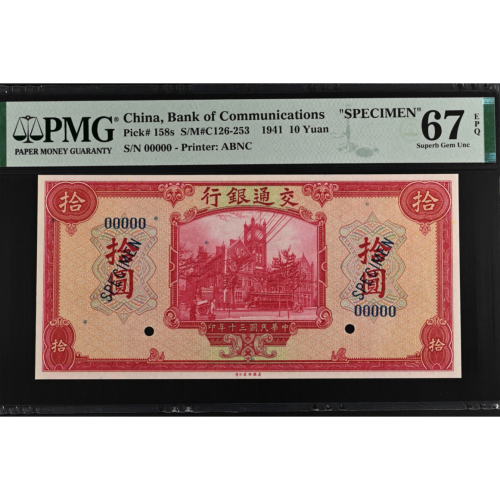 PMG
PAPER MONEY GUARANTY
China, Bank of Communications "SPECIMEN"
Pick# 158s S/M#C126-253 1941 10 Yuan
S/N 00000 - Printer: ABNC
67 EPQ
Superb Gem Unc
行銀通交
拾
拾
00000
拾圓
SPECIMEN
拾圓
SPECIMEN
00000
印年十三國民華中
拾
拾